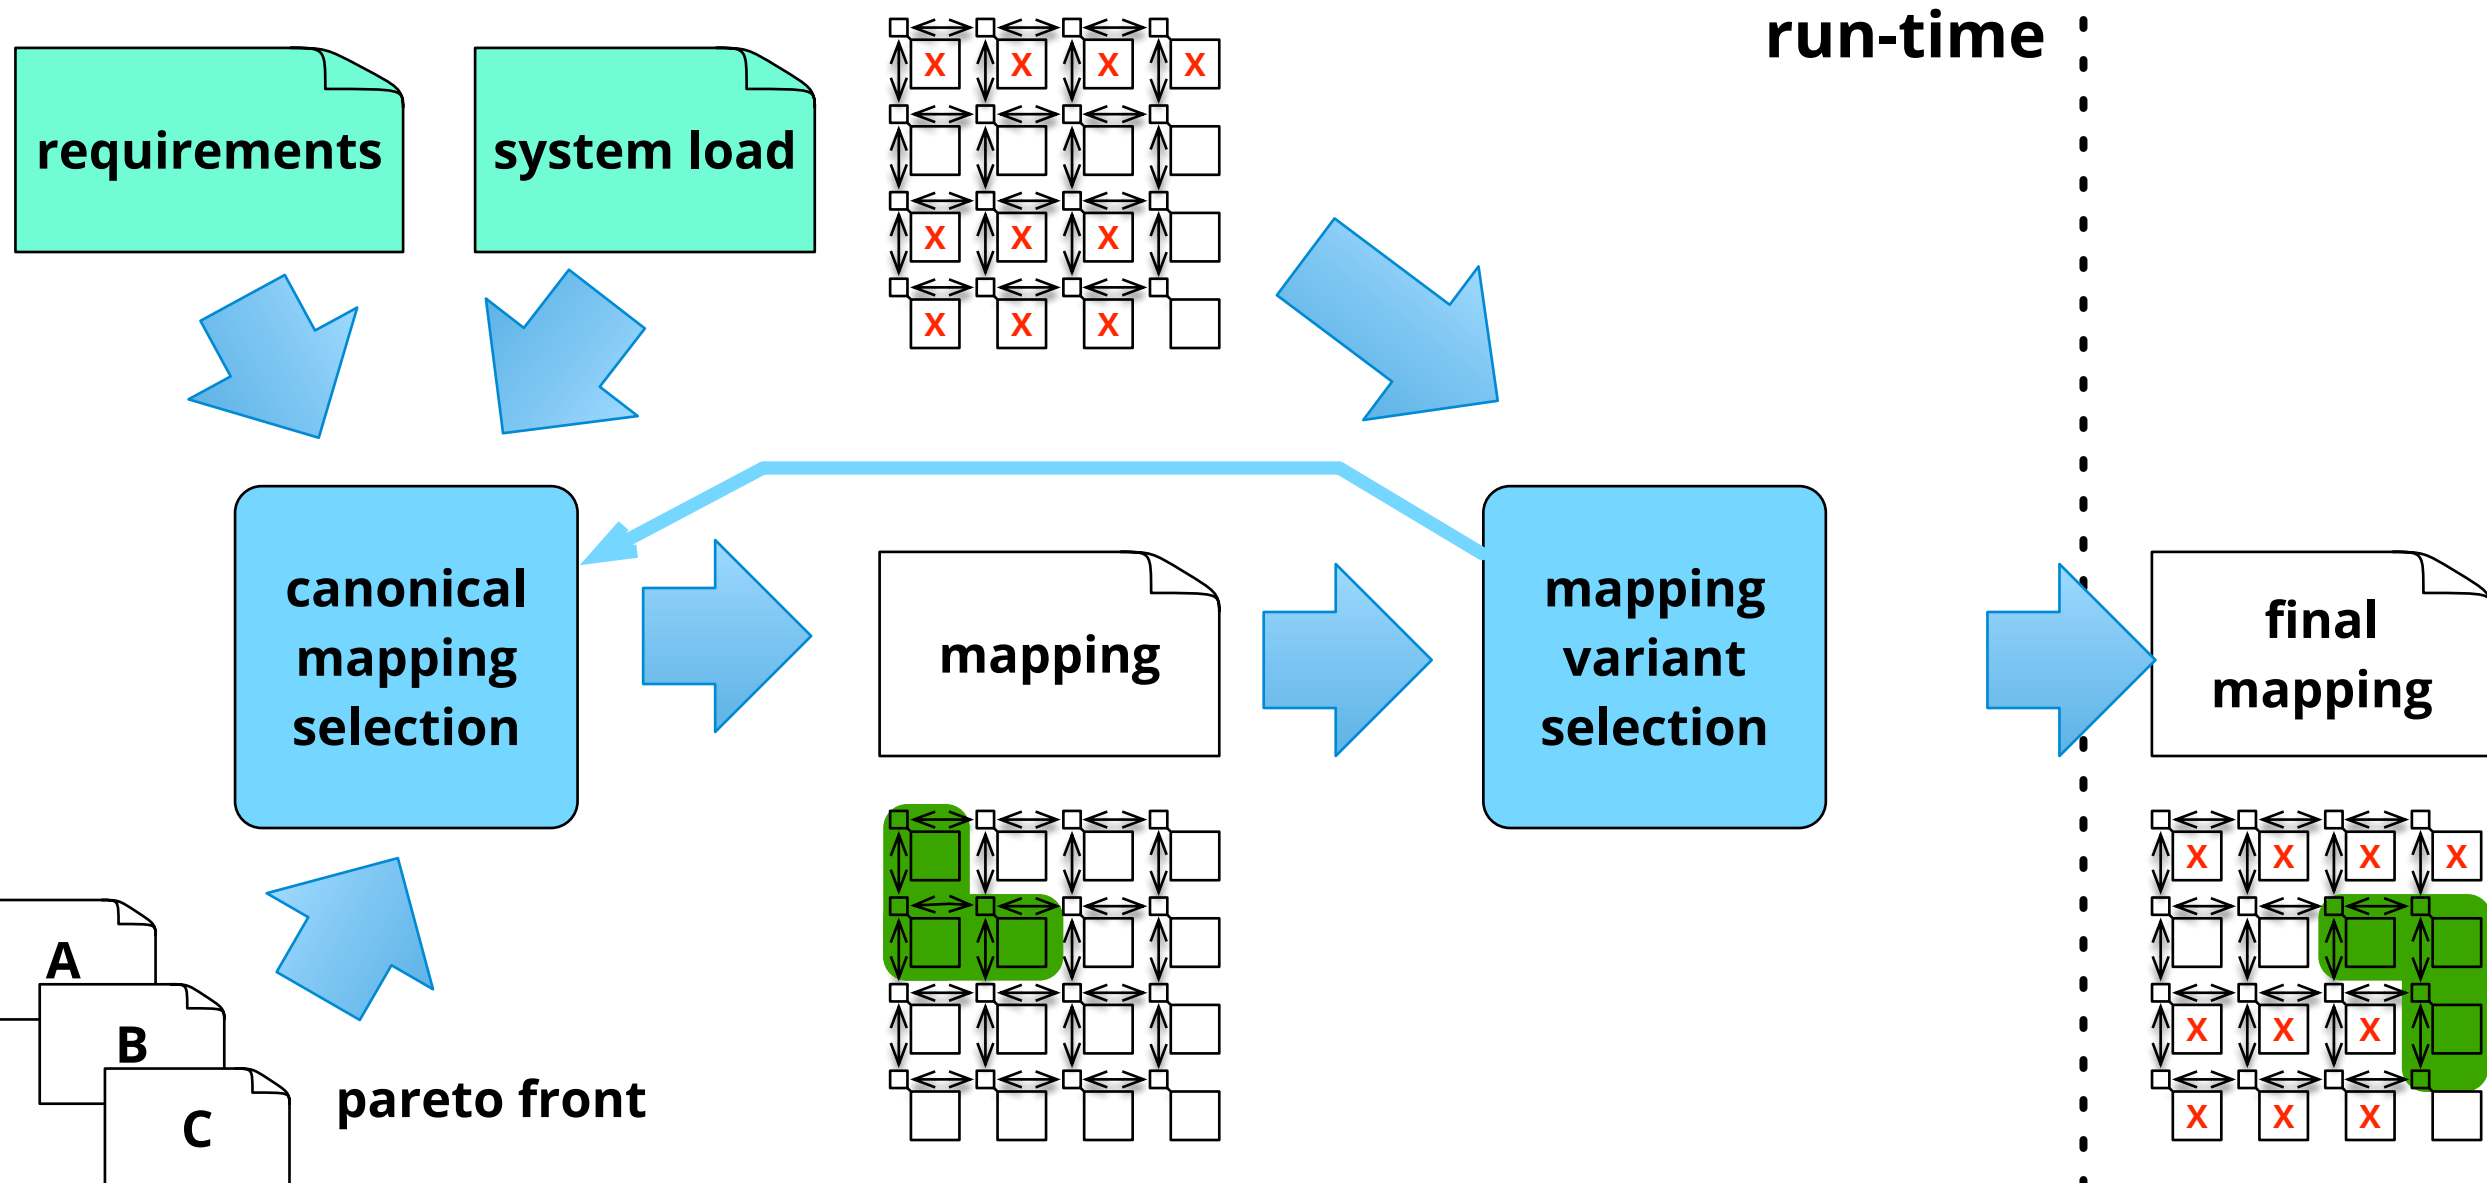 run-time
requirements
system load
X X X X
X X X
X X X
canonical
mapping
selection
mapping
mapping
variant
selection
final
mapping
A
B
C
pareto front
X X X X
X X X
X X X